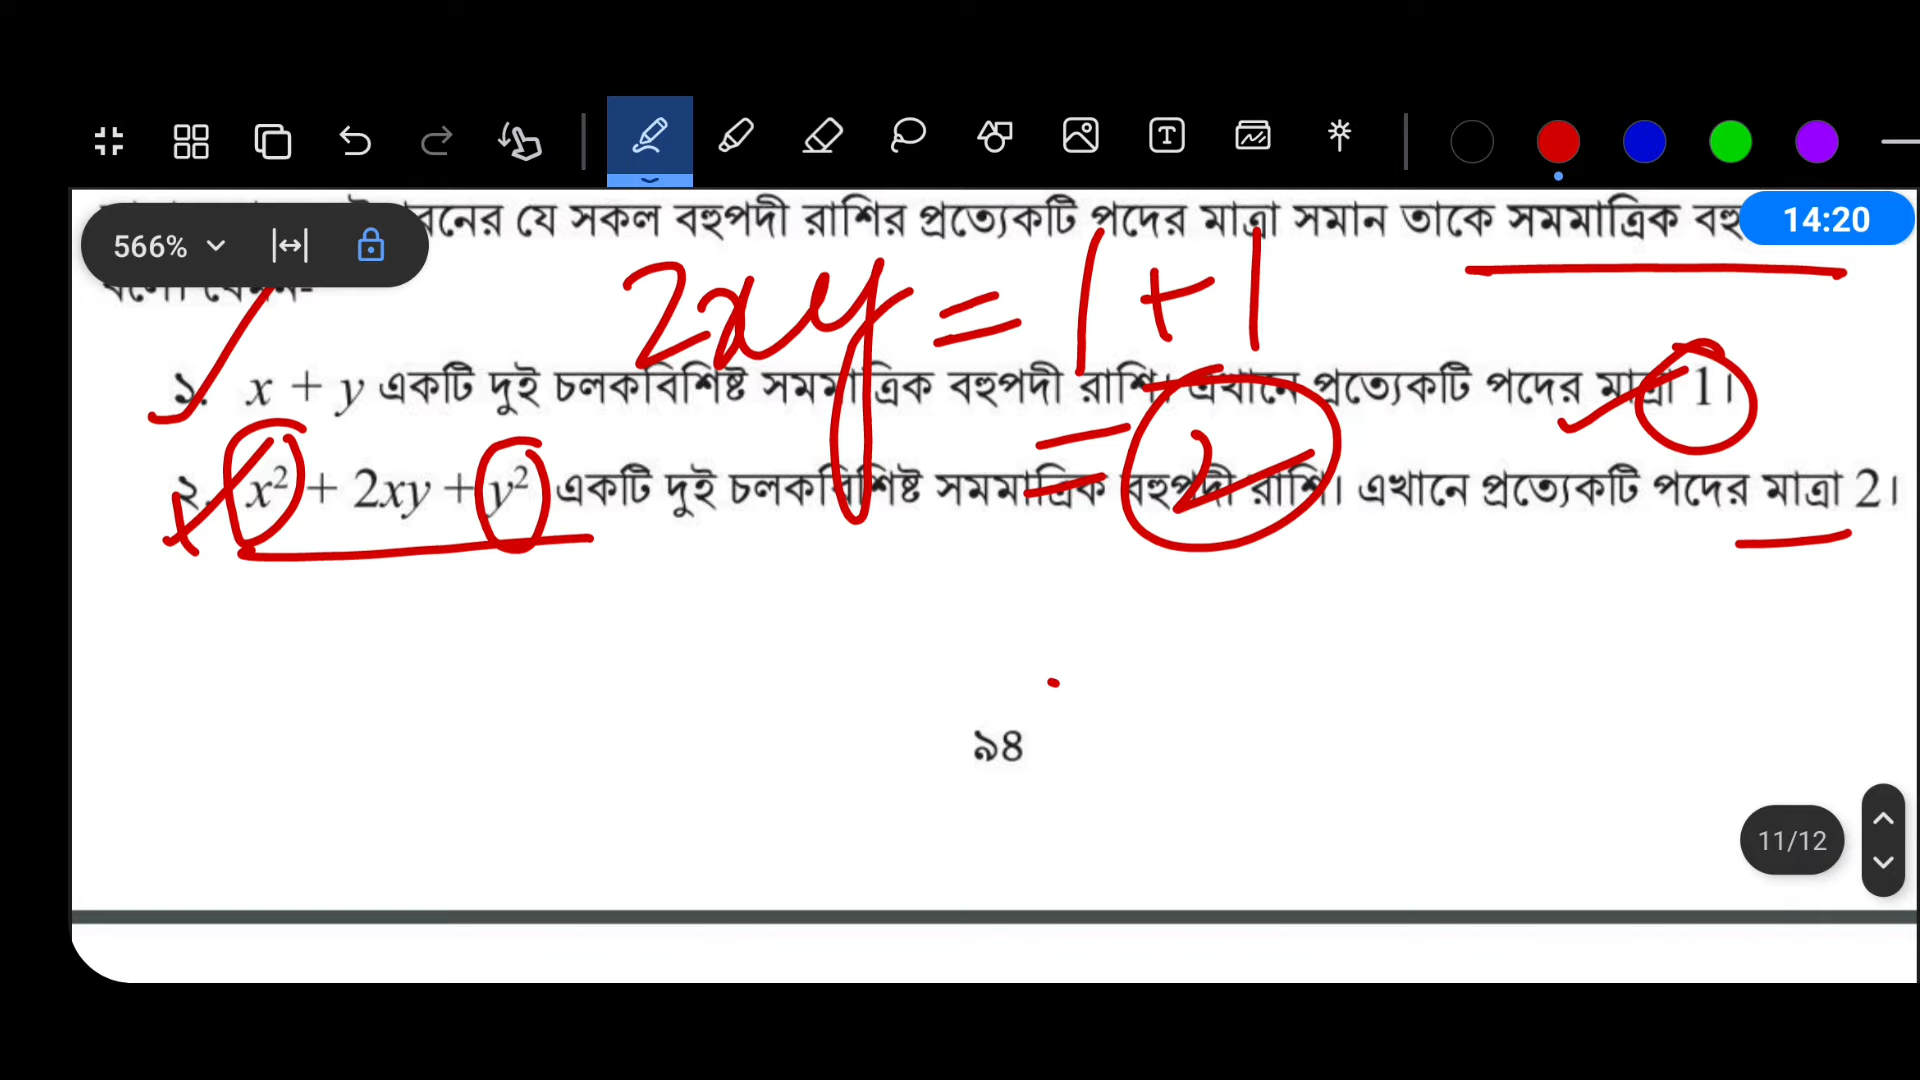 566%
14:20
যে সকল বহুপদী রাশির প্রত্যেকটি পদের মাত্রা সমান তাকে সমমাত্রিক
2xy = 1 + 1
১. x + y একটি দুই চলকবিশিষ্ট সমমাত্রিক বহুপদী রাশি। এখানে প্রত্যেকটি পদের মাত্রা 1।
= 2
২. x² + 2xy + y² একটি দুই চলকবিশিষ্ট সমমাত্রিক বহুপদী রাশি। এখানে প্রত্যেকটি পদের মাত্রা 2।
৯৪
11/12